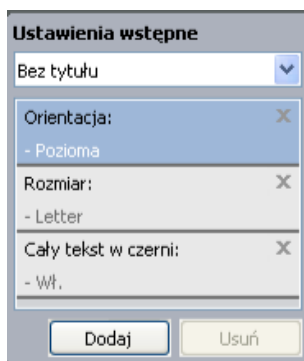 Ustawienia wstępne
Bez tytułu
Orientacja:
- Pozioma
Rozmiar:
- Letter
Cały tekst w czerni:
- Wł.
Dodaj Usuń